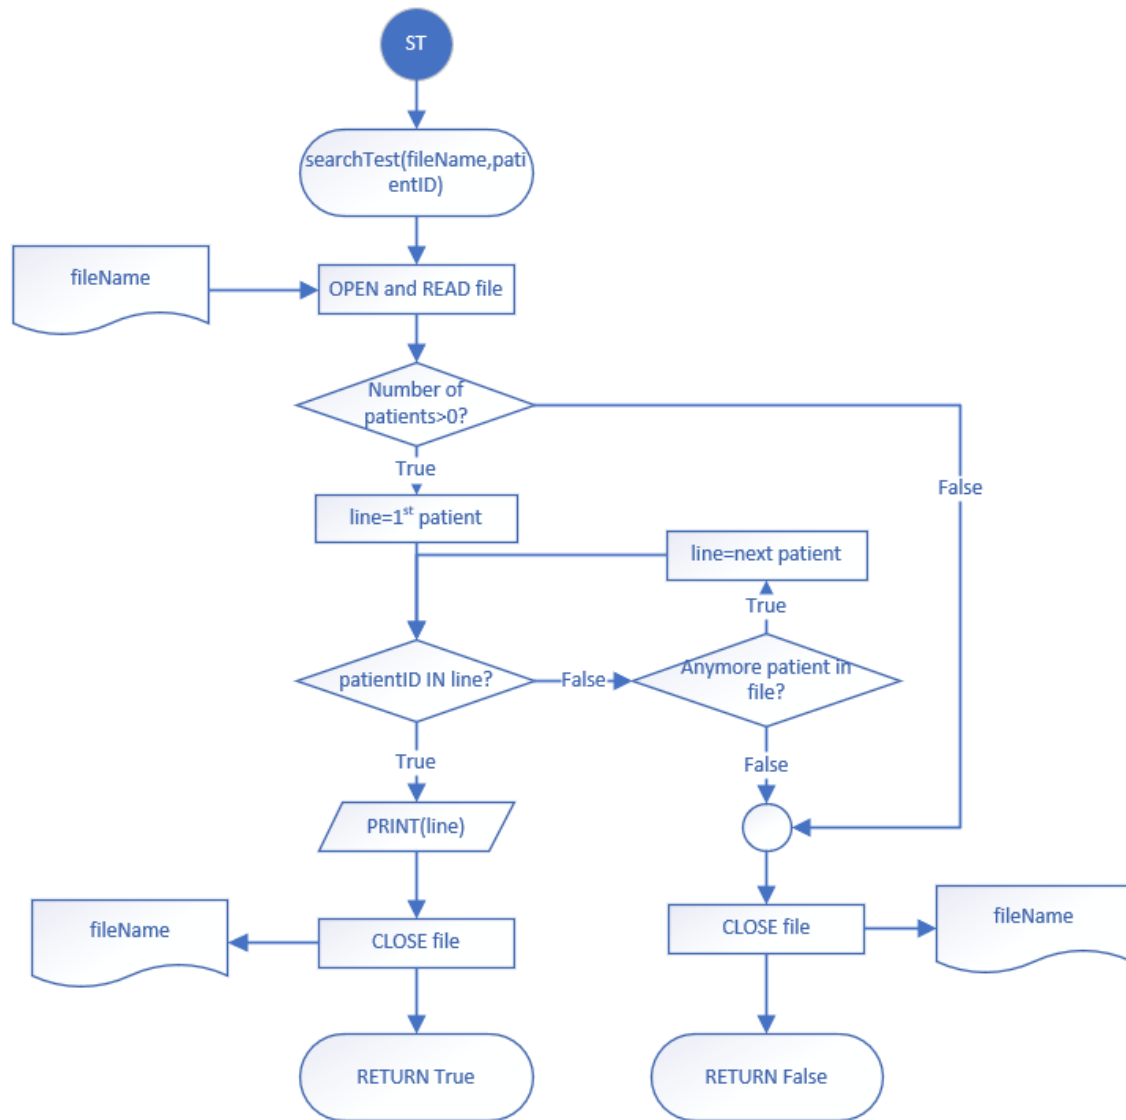 ST
searchTest(fileName,pati
entID)
fileName
OPEN and READ file
Number of
patients>0?
True
False
line=1st patient
line=next patient
True
patientID IN line?
False
Anymore patient in
file?
True
False
PRINT(line)
fileName
CLOSE file
CLOSE file
fileName
RETURN True
RETURN False